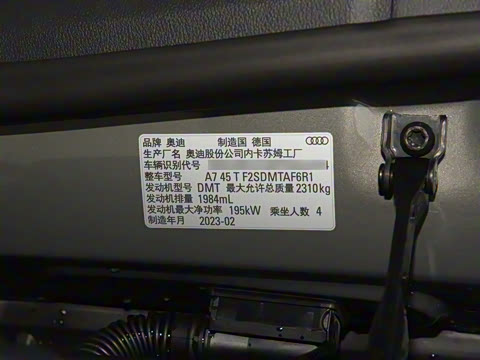 品牌 奥迪 制造国 德国
生产厂名 奥迪股份公司内卡苏姆工厂
车辆识别代号
整车型号 A7 45 T F2SDMTAF6R1
发动机型号 DMT 最大允许总质量 2310kg
发动机排量 1984mL
发动机最大净功率 195kW 乘坐人数 4
制造年月 2023-02